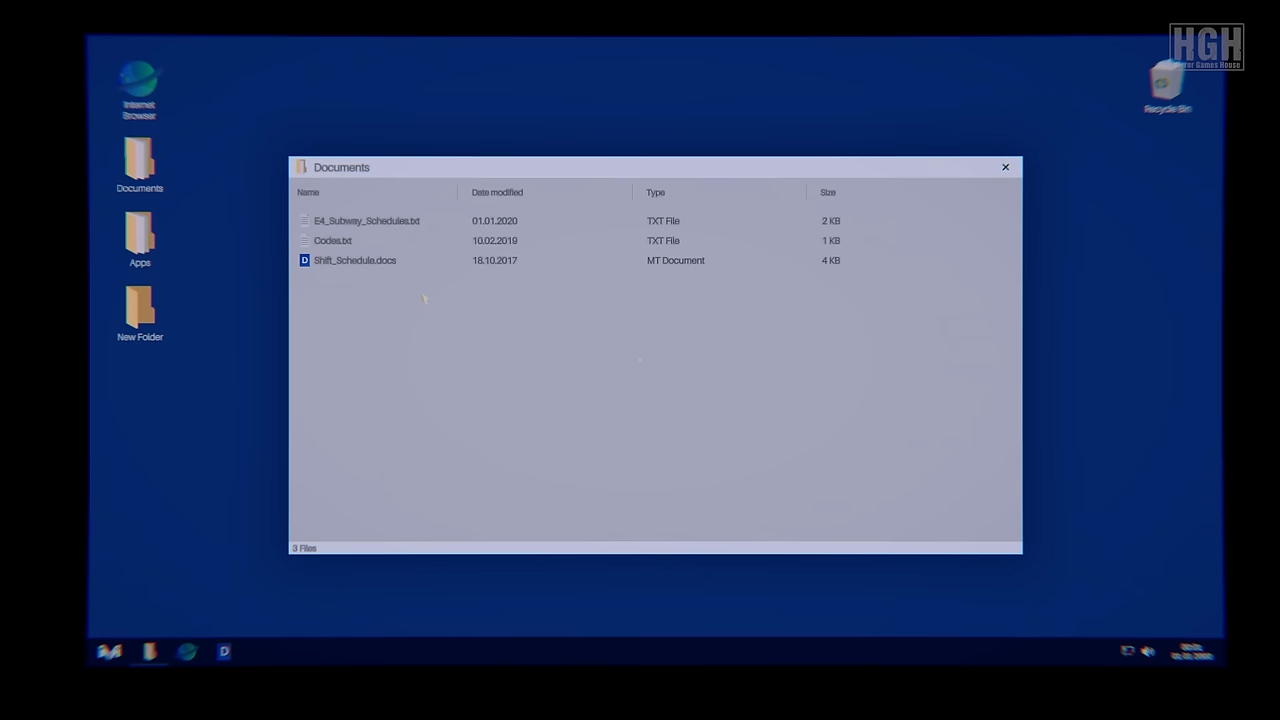 HGH
Games House
Internet
Browser
Recycle Bin
Documents
Apps
New Folder
Documents
Name Date modified Type Size
E4_Subway_Schedules.txt 01.01.2020 TXT File 2 KB
Codes.txt 10.02.2019 TXT File 1 KB
D Shift_Schedule.docs 18.10.2017 MT Document 4 KB
3 Files
D